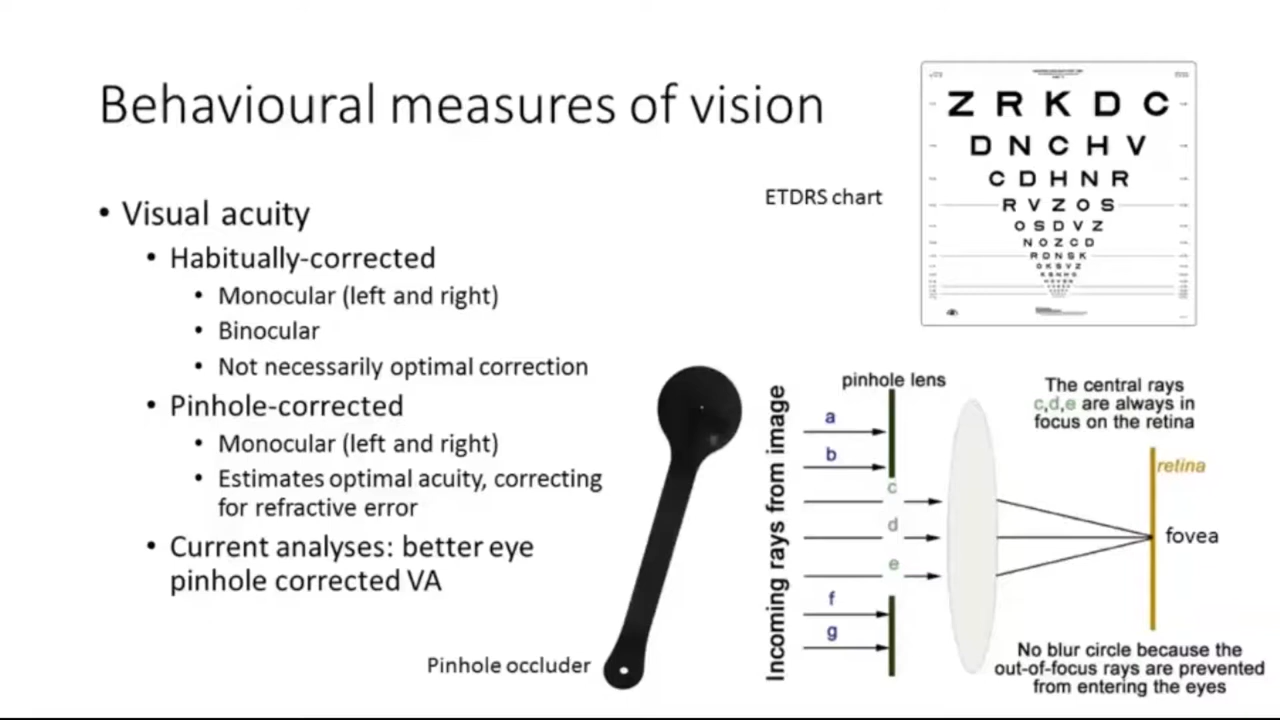 Behavioural measures of vision
• Visual acuity
• Habitually-corrected
• Monocular (left and right)
• Binocular
• Not necessarily optimal correction
• Pinhole-corrected
• Monocular (left and right)
• Estimates optimal acuity, correcting
for refractive error
• Current analyses: better eye
pinhole corrected VA
Pinhole occluder
ETDRS chart
Z R K D C
D N C H V
C D H N R
R V Z O S
O S D V Z
N O Z C D
R D N S K
O K S V Z
Incoming rays from image
pinhole lens
a
b
c
d
e
f
g
The central rays
c,d,e are always in
focus on the retina
retina
fovea
No blur circle because the
out-of-focus rays are prevented
from entering the eyes